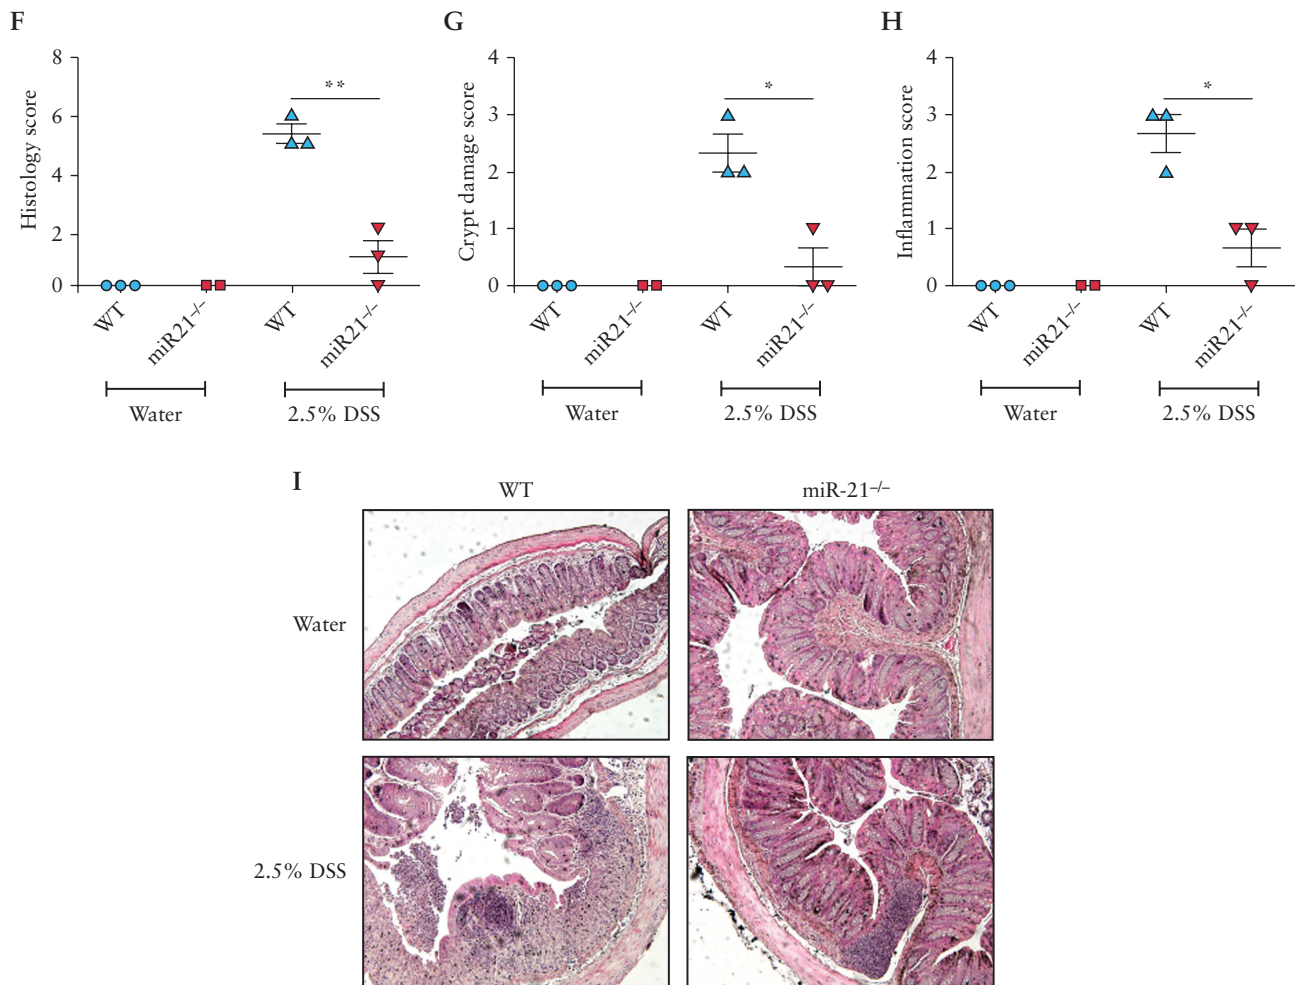 F
G
H
Histology score
8
6
4
2
0
**
WT
miR21⁻/⁻
WT
miR21⁻/⁻
Water
2.5% DSS
Crypt damage score
4
3
2
1
0
*
WT
miR21⁻/⁻
WT
miR21⁻/⁻
Water
2.5% DSS
Inflammation score
4
3
2
1
0
*
WT
miR21⁻/⁻
WT
miR21⁻/⁻
Water
2.5% DSS
I
WT
miR-21⁻/⁻
Water
2.5% DSS